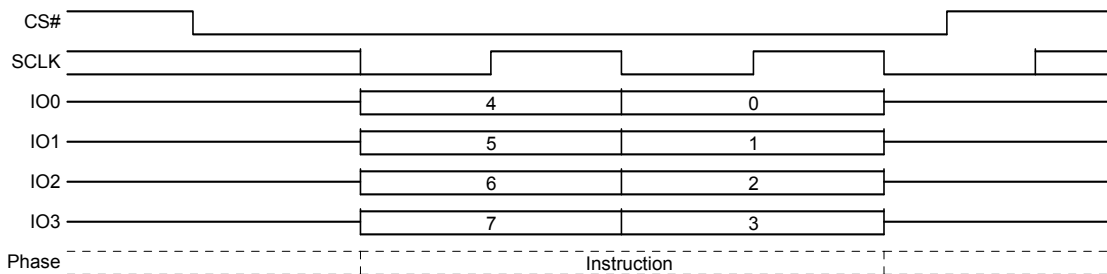 CS#
SCLK
IO0 4 0
IO1 5 1
IO2 6 2
IO3 7 3
Phase Instruction